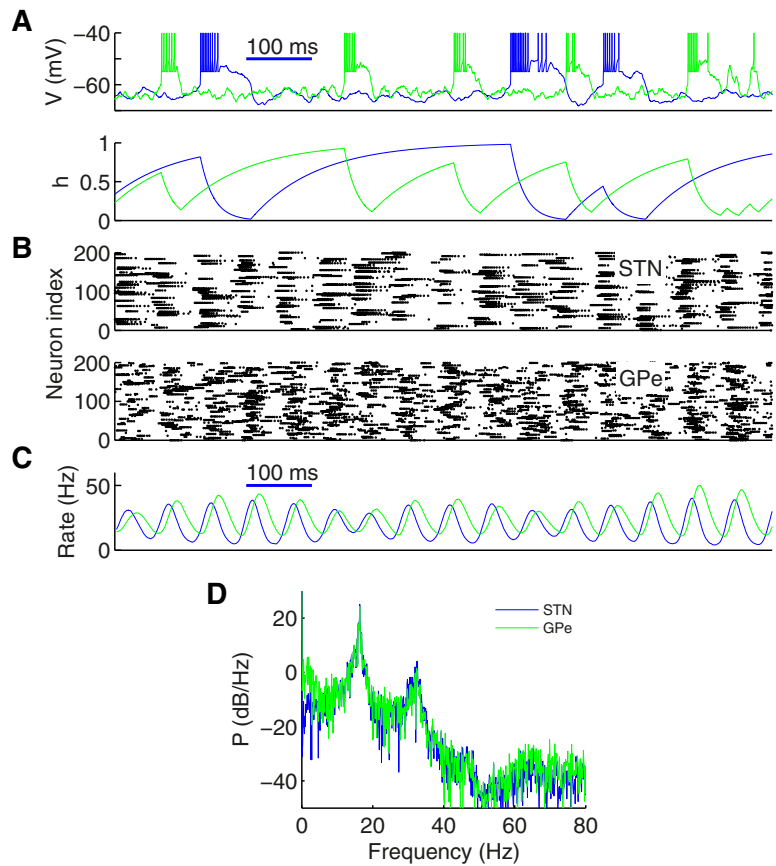 A
V (mV)
−40
−60
100 ms
h
1
0.5
0
B
Neuron index
200
100
0
STN
200
100
0
GPe
C
100 ms
Rate (Hz)
50
0
D
P (dB/Hz)
20
0
−20
−40
STN
GPe
0 20 40 60 80
Frequency (Hz)